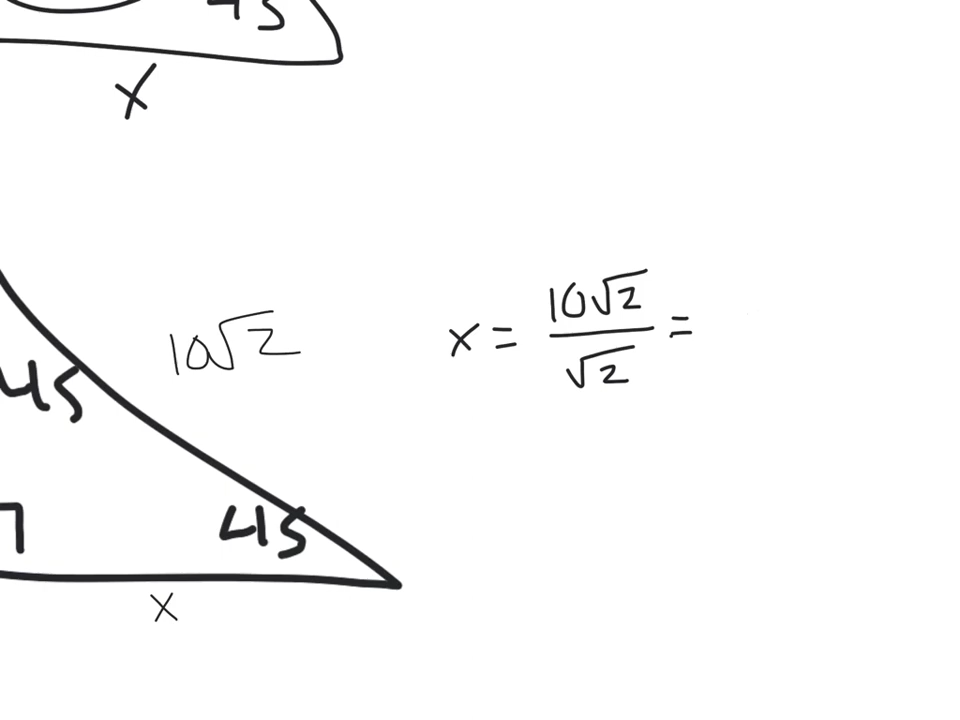 45
x
10√2
x = 10√2 / √2 =
45
45
x